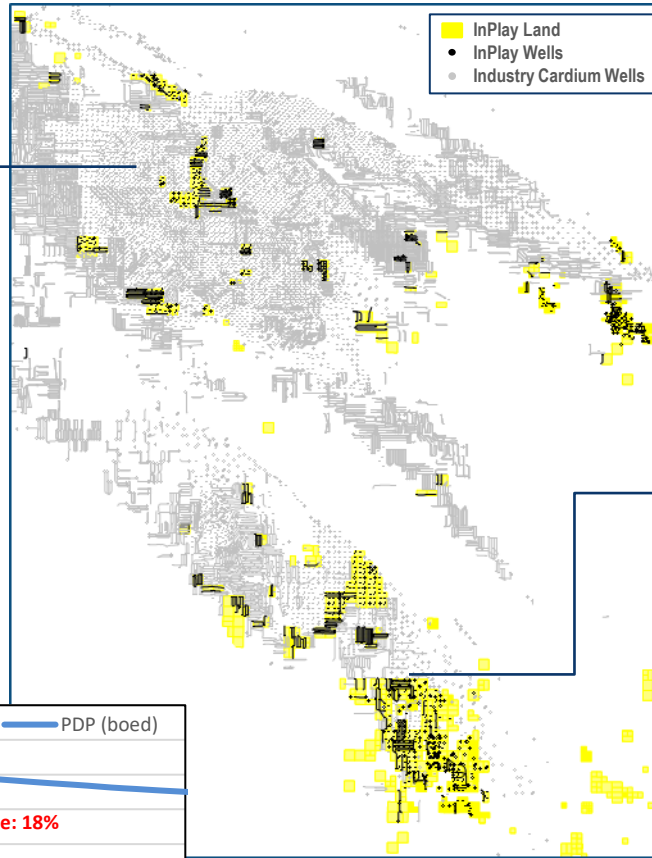 InPlay Land
InPlay Wells
Industry Cardium Wells
PDP (boed)
e: 18%